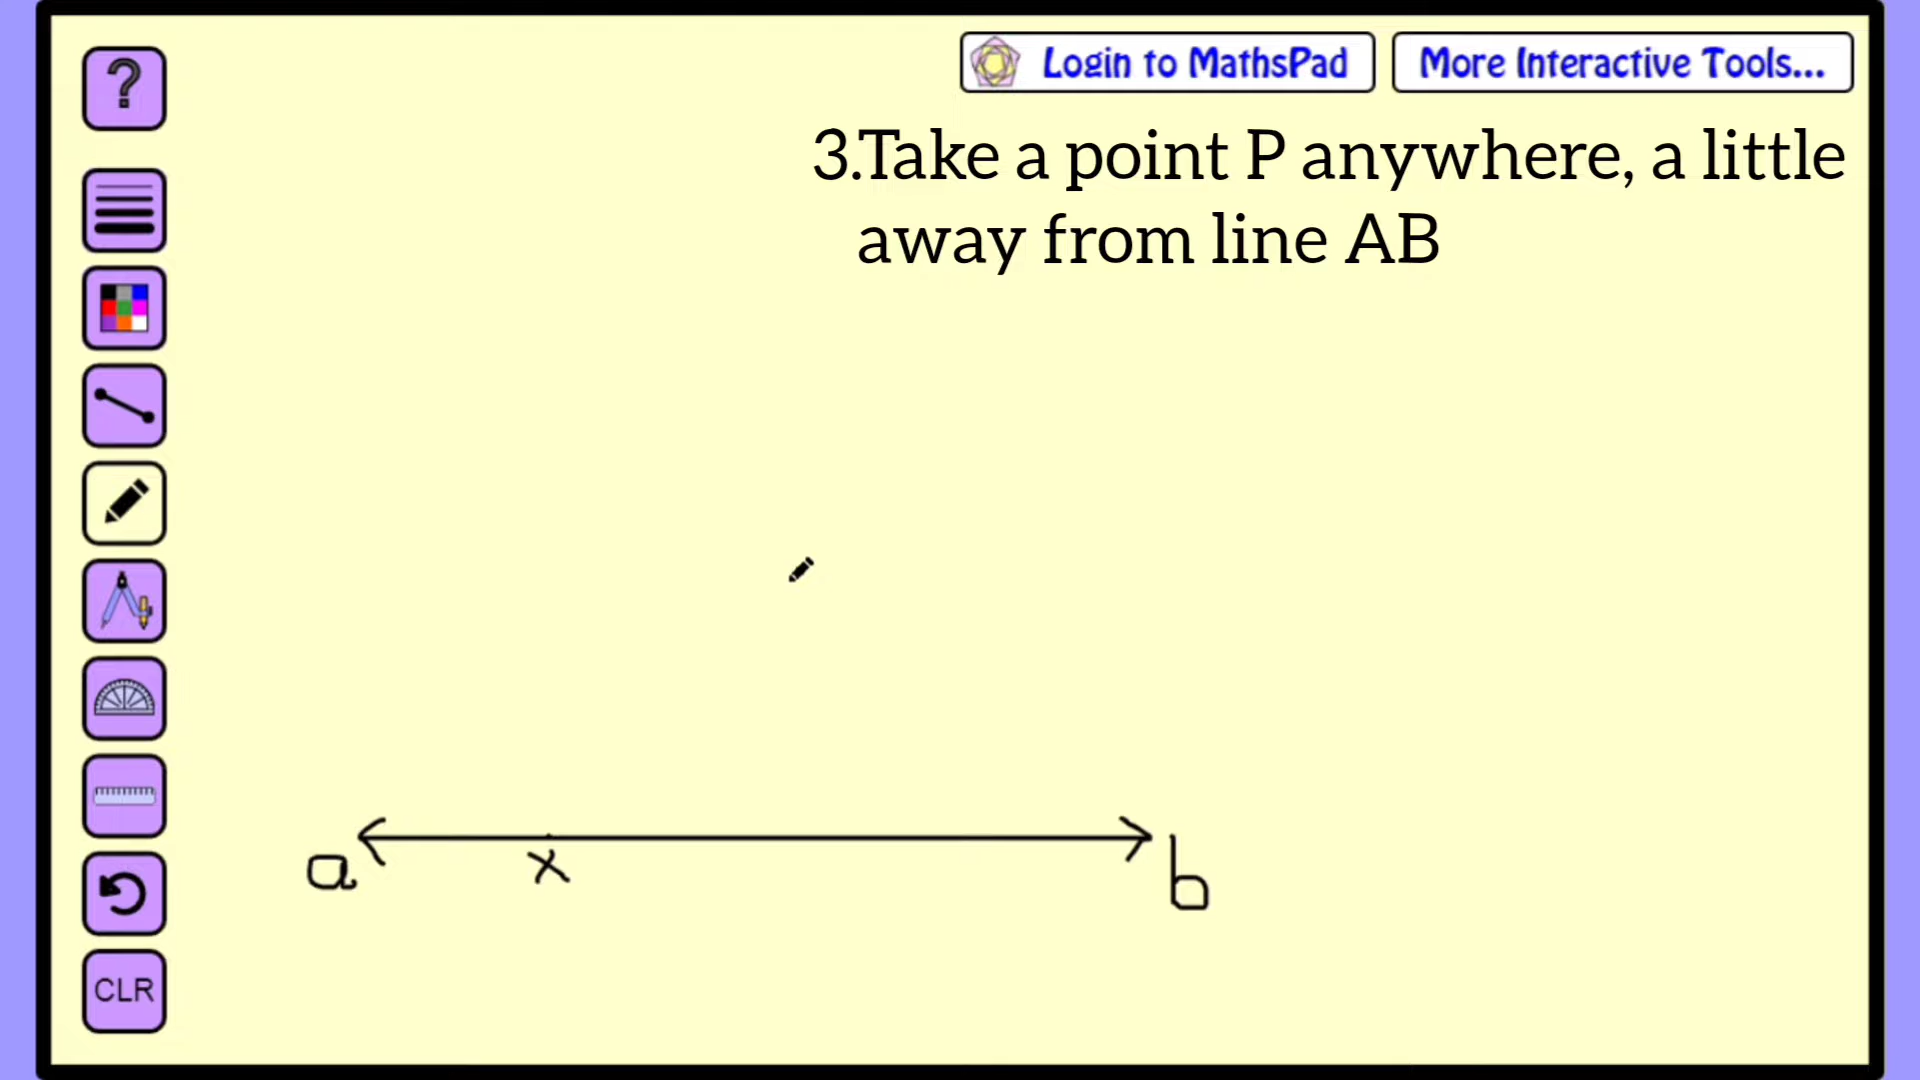 ?
Login to MathsPad
More Interactive Tools...
3.Take a point P anywhere, a little
away from line AB
a
x
b
CLR